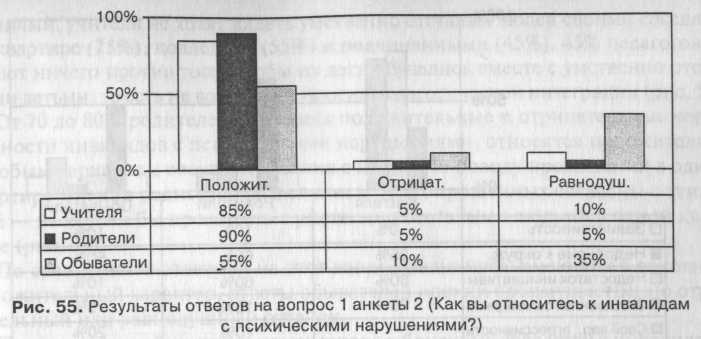 100%
50%
0%
Положит. Отрицат. Равнодуш.
Учителя 85% 5% 10%
Родители 90% 5% 5%
Обыватели 55% 10% 35%
Рис. 55. Результаты ответов на вопрос 1 анкеты 2 (Как вы относитесь к инвалидам
с психическими нарушениями?)